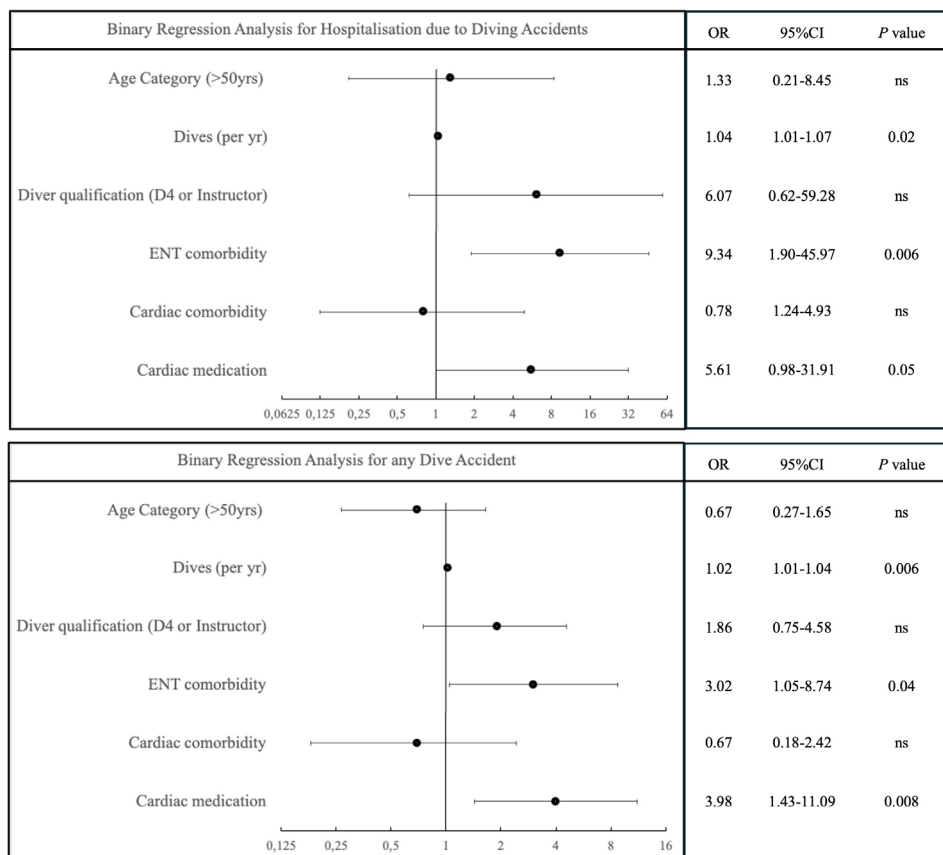 Binary Regression Analysis for Hospitalisation due to Diving Accidents OR 95%CI P value
Age Category (>50yrs) 1.33 0.21-8.45 ns
Dives (per yr) 1.04 1.01-1.07 0.02
Diver qualification (D4 or Instructor) 6.07 0.62-59.28 ns
ENT comorbidity 9.34 1.90-45.97 0.006
Cardiac comorbidity 0.78 1.24-4.93 ns
Cardiac medication 5.61 0.98-31.91 0.05
0,0625 0,125 0,25 0,5 1 2 4 8 16 32 64
Binary Regression Analysis for any Dive Accident OR 95%CI P value
Age Category (>50yrs) 0.67 0.27-1.65 ns
Dives (per yr) 1.02 1.01-1.04 0.006
Diver qualification (D4 or Instructor) 1.86 0.75-4.58 ns
ENT comorbidity 3.02 1.05-8.74 0.04
Cardiac comorbidity 0.67 0.18-2.42 ns
Cardiac medication 3.98 1.43-11.09 0.008
0,125 0,25 0,5 1 2 4 8 16